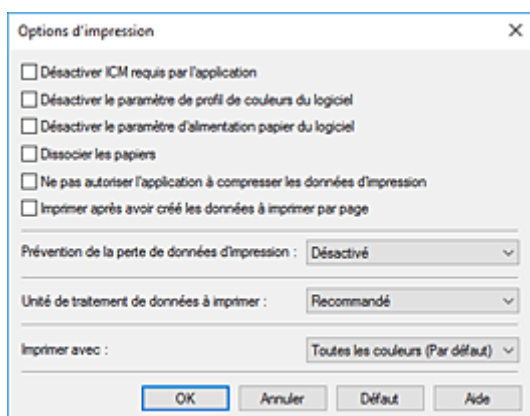 Options d'impression
Désactiver ICM requis par l'application
Désactiver le paramètre de profil de couleurs du logiciel
Désactiver le paramètre d'alimentation papier du logiciel
Dissocier les papiers
Ne pas autoriser l'application à compresser les données d'impression
Imprimer après avoir créé les données à imprimer par page
Prévention de la perte de données d'impression : Désactivé
Unité de traitement de données à imprimer : Recommandé
Imprimer avec : Toutes les couleurs (Par défaut)
OK Annuler Défaut Aide